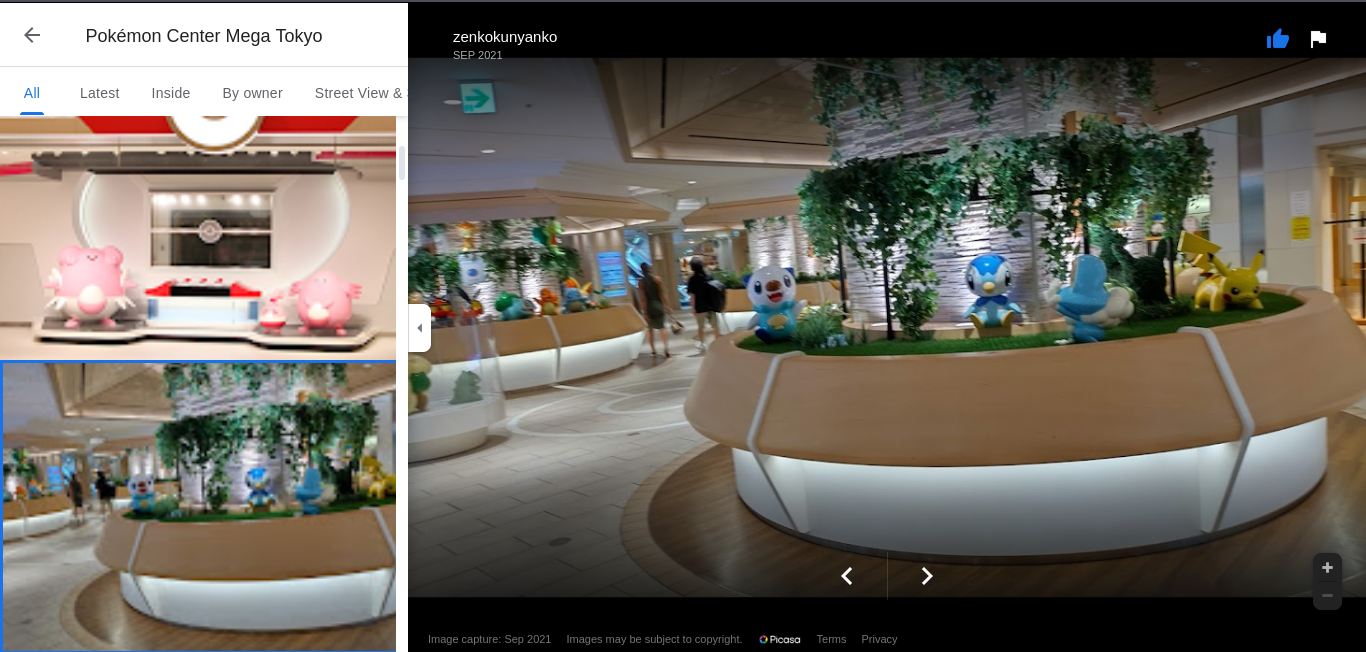 Pokémon Center Mega Tokyo
All
Latest
Inside
By owner
Street View &
zenkokunyanko
SEP 2021
Image capture: Sep 2021
Images may be subject to copyright.
Picasa
Terms
Privacy